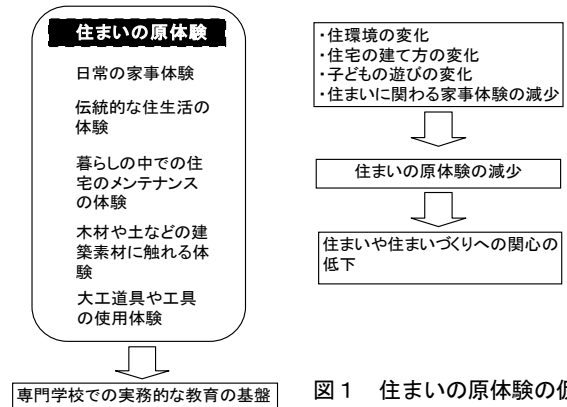 住まいの原体験
日常の家事体験
伝統的な住生活の
体験
暮らしの中での住
宅のメンテナンス
の体験
木材や土などの建
築素材に触れる体
験
大工道具や工具
の使用体験
専門学校での実務的な教育の基盤
・住環境の変化
・住宅の建て方の変化
・子どもの遊びの変化
・住まいに関わる家事体験の減少
住まいの原体験の減少
住まいや住まいづくりへの関心の
低下
図1 住まいの原体験の仮